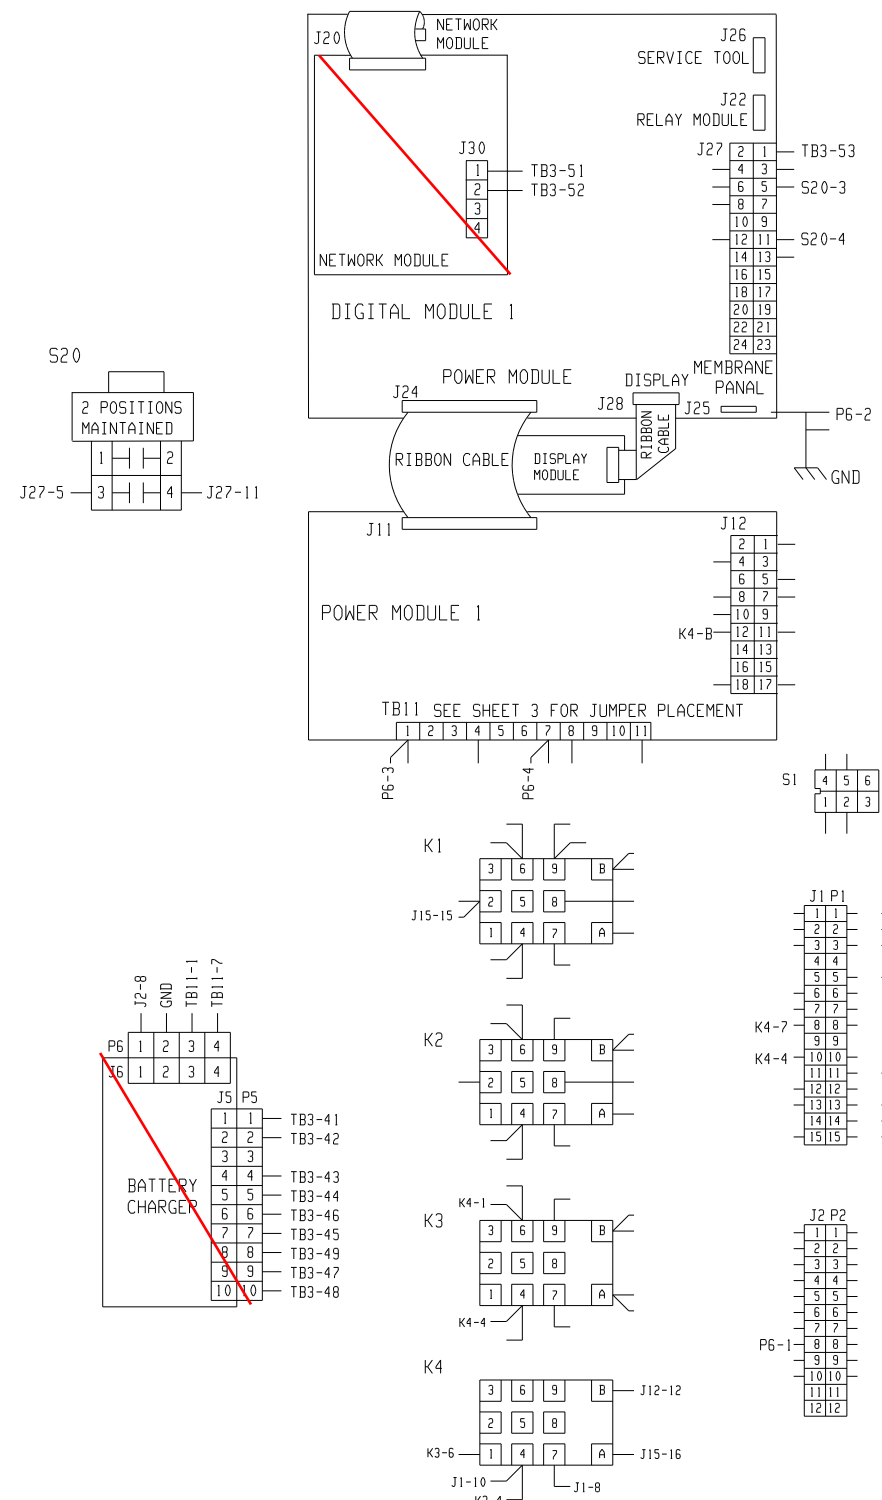 NETWORK
MODULE
J20
J26
SERVICE TOOL
J22
RELAY MODULE
J30
1 TB3-51
2 TB3-52
3
4
NETWORK MODULE
J27
2 1 TB3-53
4 3
6 5 S20-3
8 7
10 9
12 11 S20-4
14 13
16 15
18 17
20 19
22 21
24 23
DIGITAL MODULE 1
MEMBRANE
PANAL
POWER MODULE
DISPLAY
J24
J28
J25
P6-2
GND
RIBBON CABLE
DISPLAY
MODULE
RIBBON
CABLE
S20
2 POSITIONS
MAINTAINED
1 2
J27-5 3 4 J27-11
J11
J12
2 1
4 3
6 5
8 7
10 9
K4-B 12 11
14 13
16 15
18 17
POWER MODULE 1
TB11 SEE SHEET 3 FOR JUMPER PLACEMENT
1 2 3 4 5 6 7 8 9 10 11
P6-3
P6-4
S1
4 5 6
1 2 3
K1
3 6 9 B
2 5 8
J15-15
1 4 7 A
K2
3 6 9 B
2 5 8
1 4 7 A
K3
K4-1
3 6 9 B
2 5 8
1 4 7 A
K4-4
K4
3 6 9 B J12-12
2 5 8
K3-6 1 4 7 A J15-16
J1-10
J1-8
J1 P1
1 1
2 2
3 3
4 4
5 5
6 6
7 7
K4-7 8 8
9 9
K4-4 10 10
11 11
12 12
13 13
14 14
15 15
J2 P2
1 1
2 2
3 3
4 4
5 5
6 6
7 7
P6-1 8 8
9 9
10 10
11 11
12 12
J2-8
GND
TB11-1
TB11-7
P6 1 2 3 4
J6 1 2 3 4
J5 P5
1 1 TB3-41
2 2 TB3-42
3 3
4 4 TB3-43
5 5 TB3-44
6 6 TB3-46
7 7 TB3-45
8 8 TB3-49
9 9 TB3-47
10 10 TB3-48
BATTERY
CHARGER